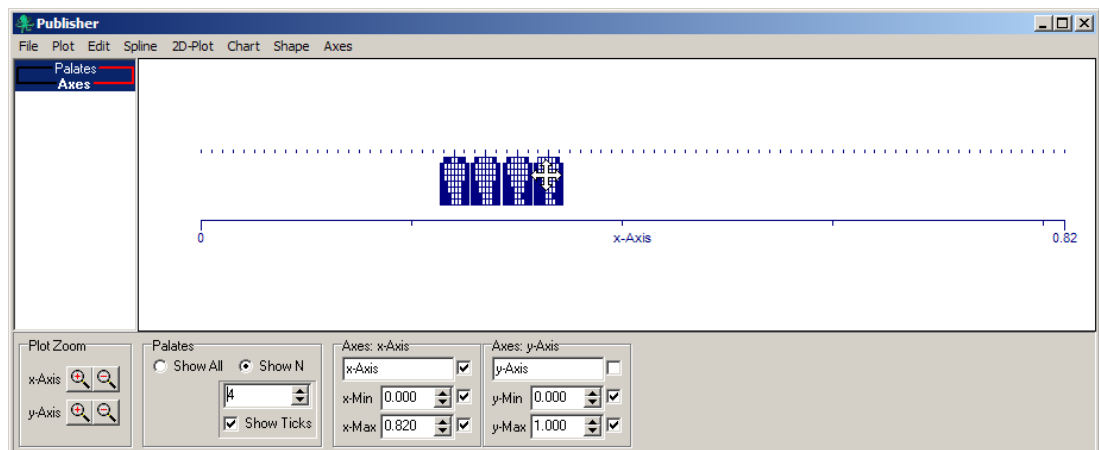 Publisher
File Plot Edit Spline 2D-Plot Chart Shape Axes
Palates
Axes
0 x-Axis 0.82
Plot Zoom
x-Axis
y-Axis
Palates
Show All Show N
4
Show Ticks
Axes: x-Axis
x-Axis
x-Min 0.000
x-Max 0.820
Axes: y-Axis
y-Axis
y-Min 0.000
y-Max 1.000